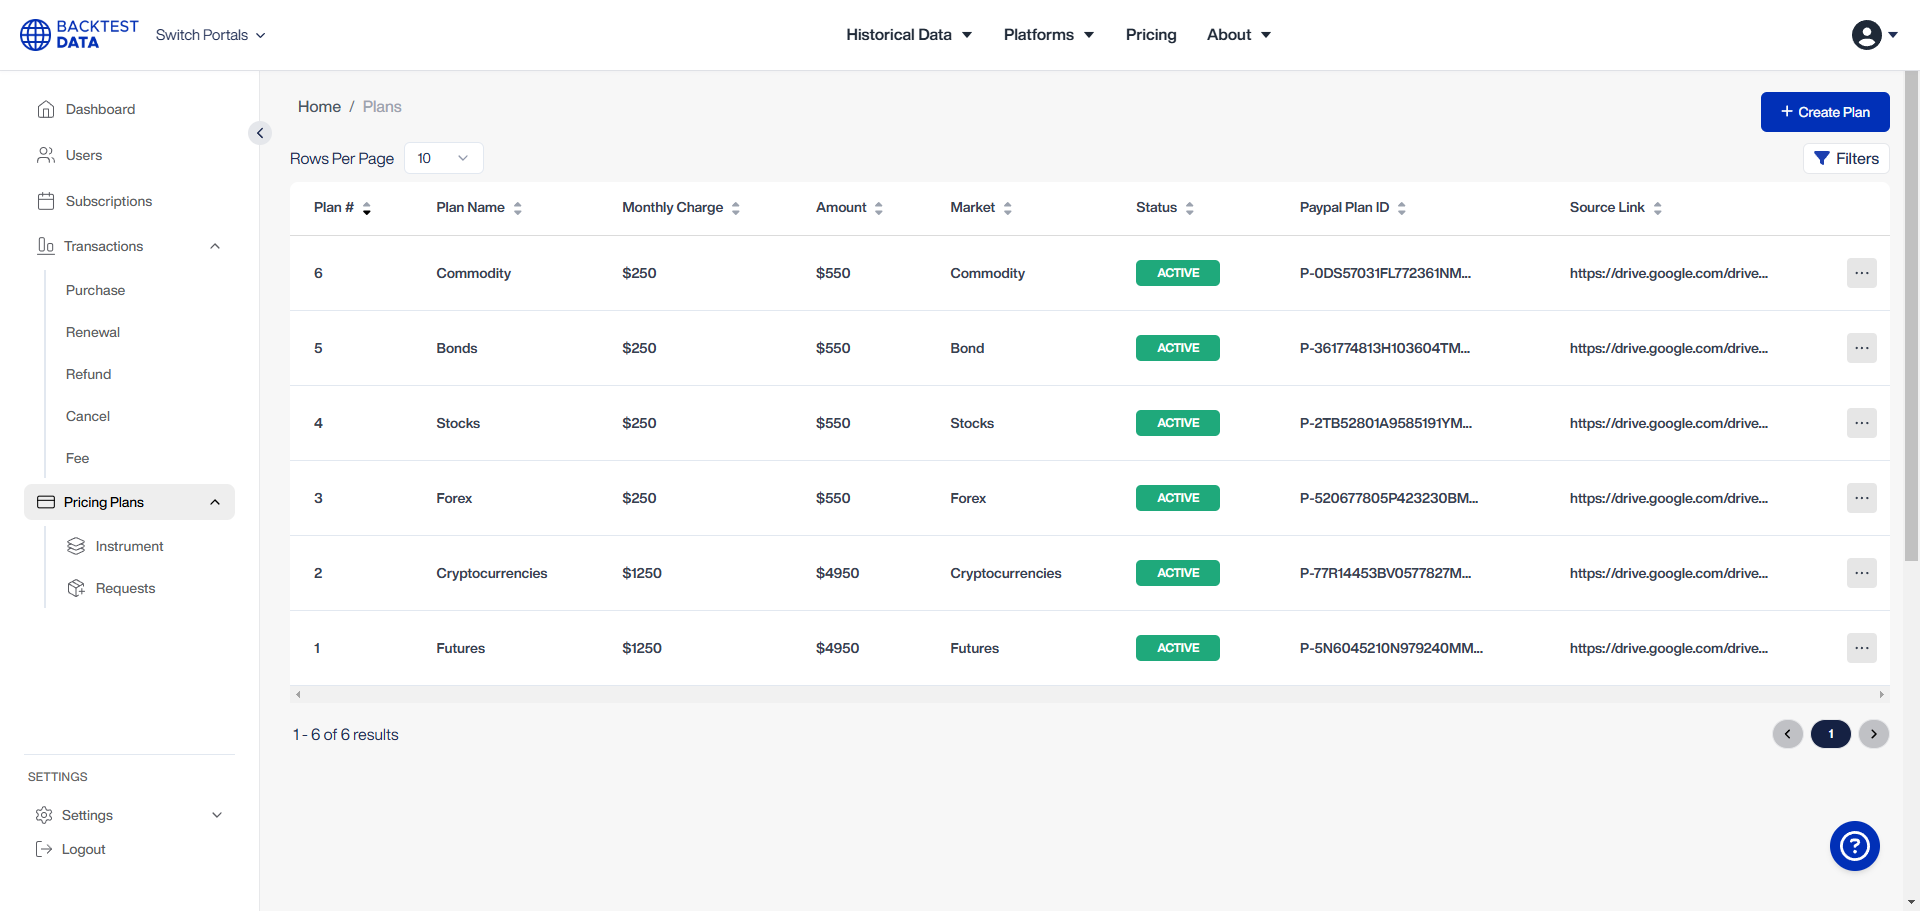 BACKTEST
DATA
Switch Portals
Historical Data
Platforms
Pricing
About
Dashboard
Users
Subscriptions
Transactions
Purchase
Renewal
Refund
Cancel
Fee
Pricing Plans
Instrument
Requests
SETTINGS
Settings
Logout
Home / Plans
+ Create Plan
Rows Per Page 10
Filters
Plan # Plan Name Monthly Charge Amount Market Status Paypal Plan ID Source Link
6 Commodity $250 $550 Commodity ACTIVE P-0DS57031FL772361NM... https://drive.google.com/drive... ...
5 Bonds $250 $550 Bond ACTIVE P-361774813H103604TM... https://drive.google.com/drive... ...
4 Stocks $250 $550 Stocks ACTIVE P-2TB52801A9585191YM... https://drive.google.com/drive... ...
3 Forex $250 $550 Forex ACTIVE P-520677805P423230BM... https://drive.google.com/drive... ...
2 Cryptocurrencies $1250 $4950 Cryptocurrencies ACTIVE P-77R14453BV0577827M... https://drive.google.com/drive... ...
1 Futures $1250 $4950 Futures ACTIVE P-5N6045210N979240MM... https://drive.google.com/drive... ...
1 - 6 of 6 results
1
?